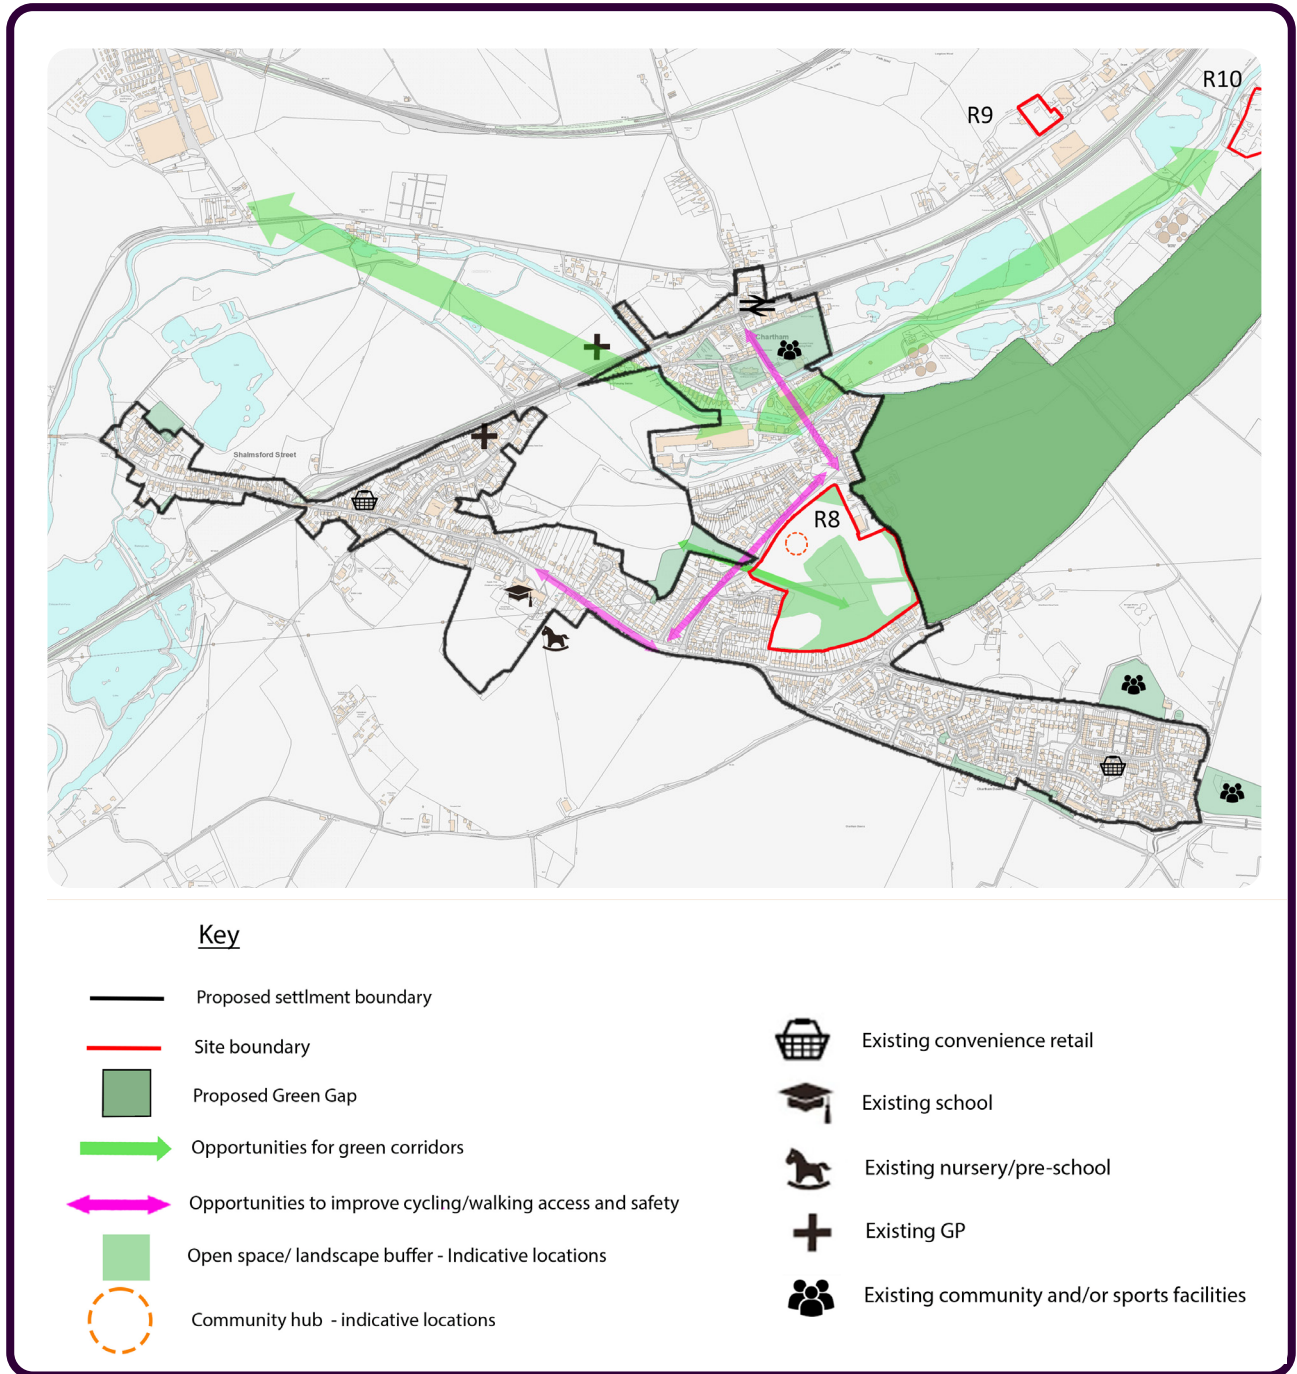 R10
R9
Chartham
Shalmsford Street
R8
Key
Proposed settlment boundary
Site boundary
Proposed Green Gap
Opportunities for green corridors
Opportunities to improve cycling/walking access and safety
Open space/ landscape buffer - Indicative locations
Community hub - indicative locations
Existing convenience retail
Existing school
Existing nursery/pre-school
Existing GP
Existing community and/or sports facilities